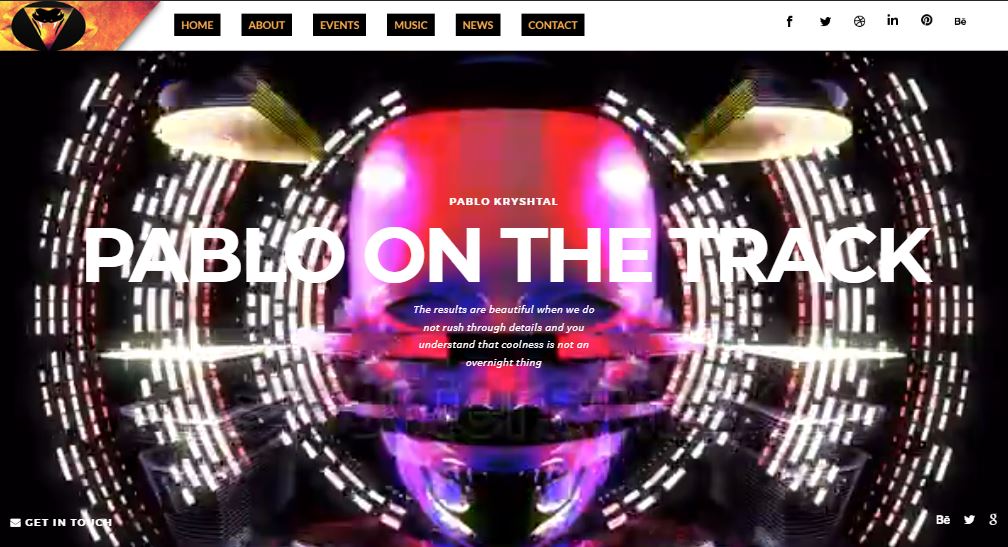 HOME ABOUT EVENTS MUSIC NEWS CONTACT
Bē
PABLO KRYSHTAL
PABLO ON THE TRACK
The results are beautiful when we do
not rush through details and you
understand that coolness is not an
overnight thing
GET IN TOUCH
Bē